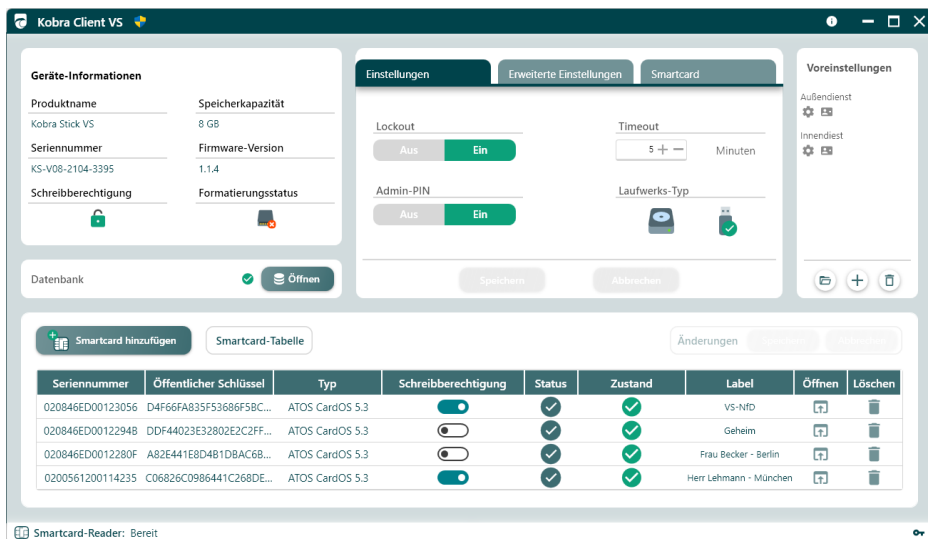 Kobra Client VS
Geräte-Informationen
Produktname
Speicherkapazität
Kobra Stick VS
8 GB
Seriennummer
Firmware-Version
KS-V08-2104-3395
1.1.4
Schreibberechtigung
Formatierungsstatus
Datenbank
Öffnen
Einstellungen
Erweiterte Einstellungen
Smartcard
Lockout
Timeout
Aus Ein
5 Minuten
Admin-PIN
Laufwerks-Typ
Aus Ein
Speichern
Abbrechen
Voreinstellungen
Außendienst
Innendiest
Smartcard hinzufügen
Smartcard-Tabelle
Änderungen
Seriennummer Öffentlicher Schlüssel Typ Schreibberechtigung Status Zustand Label Öffnen Löschen
020846ED00123056 D4F66FA835F53686F5BC... ATOS CardOS 5.3 VS-NfD
020846ED0012294B DDF44023E32802E2C2FF... ATOS CardOS 5.3 Geheim
020846ED0012280F A82E441E8D4B1DBAC6B... ATOS CardOS 5.3 Frau Becker - Berlin
0200561200114235 C06826C0986441C268DE... ATOS CardOS 5.3 Herr Lehmann - München
Smartcard-Reader: Bereit